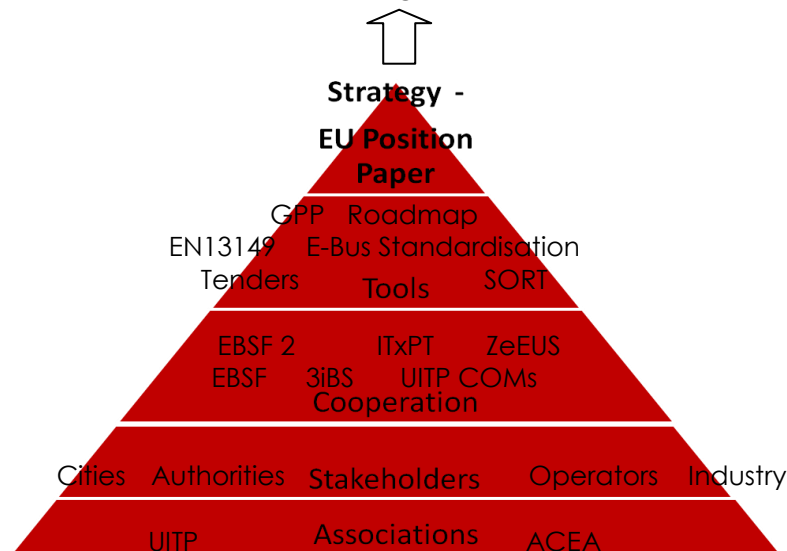 Strategy -
EU Position
Paper
GPP Roadmap
EN13149 E-Bus Standardisation
Tenders Tools SORT
EBSF 2 ITxPT ZeEUS
EBSF 3iBS UITP COMs
Cooperation
Cities Authorities Stakeholders Operators Industry
UITP Associations ACEA